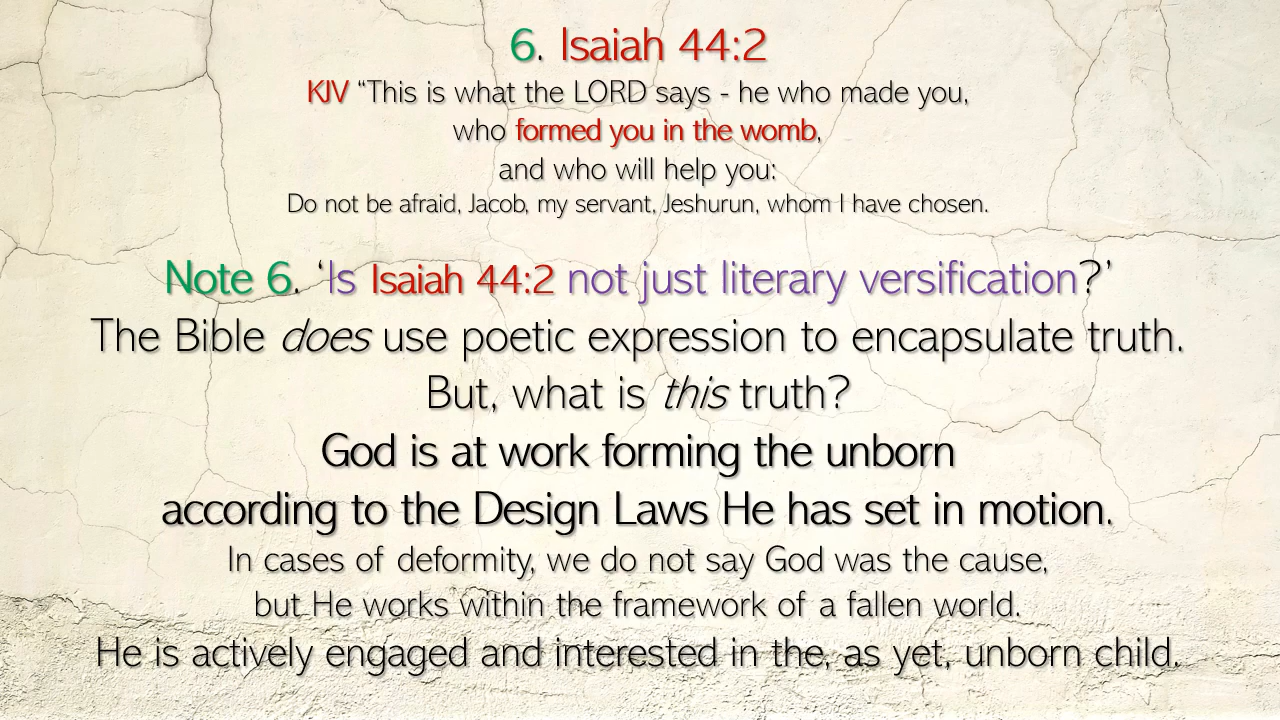 6. Isaiah 44:2
KJV “This is what the LORD says - he who made you,
who formed you in the womb,
and who will help you:
Do not be afraid, Jacob, my servant, Jeshurun, whom I have chosen.
Note 6. ‘Is Isaiah 44:2 not just literary versification?’
The Bible does use poetic expression to encapsulate truth.
But, what is this truth?
God is at work forming the unborn
according to the Design Laws He has set in motion.
In cases of deformity, we do not say God was the cause,
but He works within the framework of a fallen world.
He is actively engaged and interested in the, as yet, unborn child.